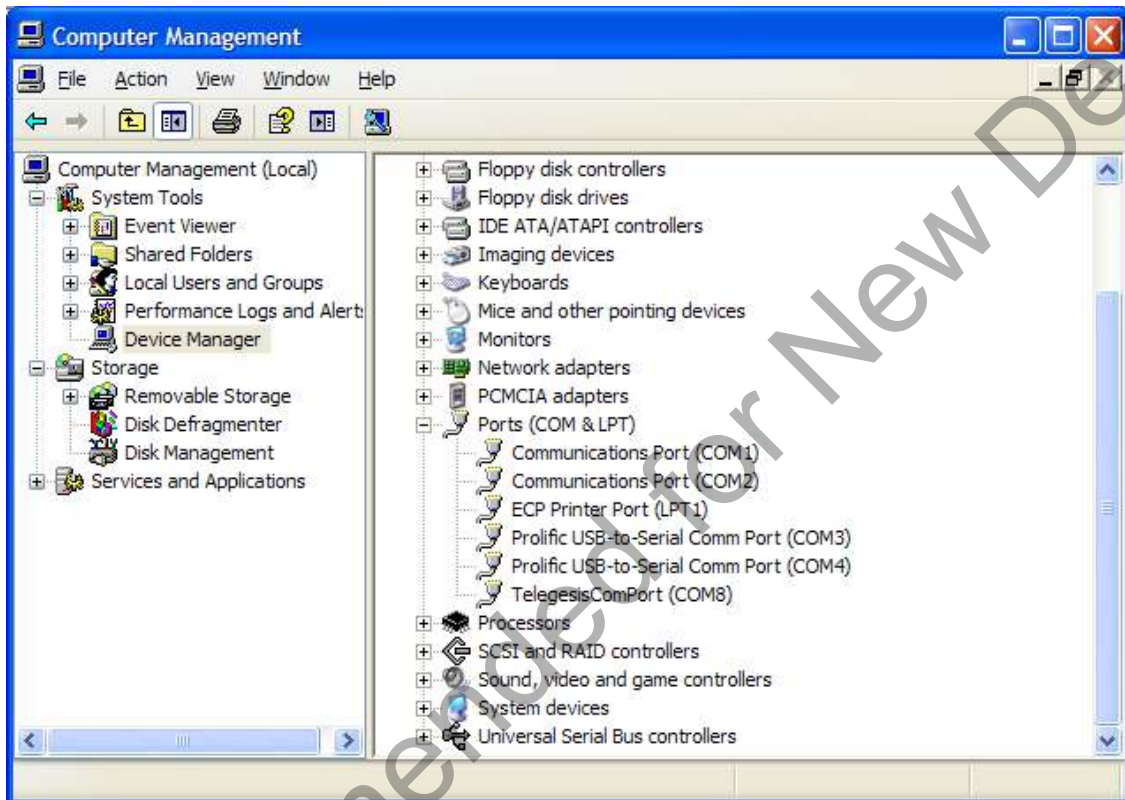 Computer Management
File Action View Window Help
Computer Management (Local)
System Tools
Event Viewer
Shared Folders
Local Users and Groups
Performance Logs and Alert
Device Manager
Storage
Removable Storage
Disk Defragmenter
Disk Management
Services and Applications
Floppy disk controllers
Floppy disk drives
IDE ATA/ATAPI controllers
Imaging devices
Keyboards
Mice and other pointing devices
Monitors
Network adapters
PCMCIA adapters
Ports (COM & LPT)
Communications Port (COM1)
Communications Port (COM2)
ECP Printer Port (LPT1)
Prolific USB-to-Serial Comm Port (COM3)
Prolific USB-to-Serial Comm Port (COM4)
TelegesisComPort (COM8)
Processors
SCSI and RAID controllers
Sound, video and game controllers
System devices
Universal Serial Bus controllers
ended for New De